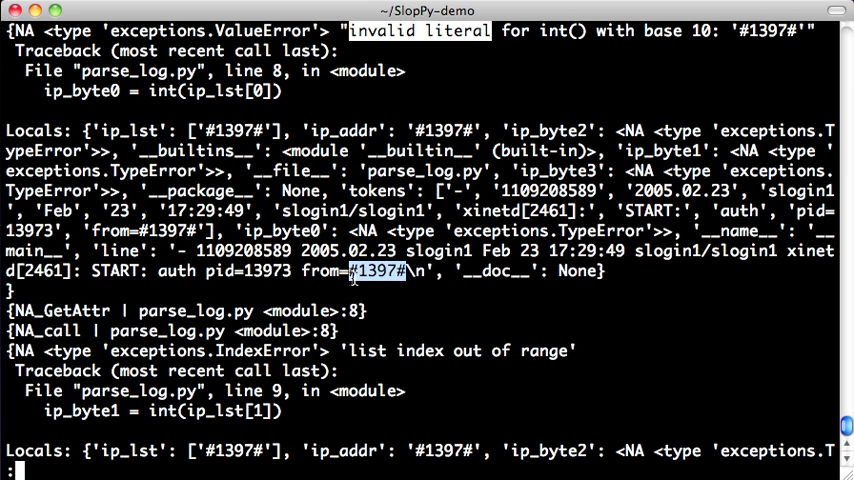 ~/SlopPy-demo
{NA <type 'exceptions.ValueError'> "invalid literal for int() with base 10: '#1397#'"
Traceback (most recent call last):
File "parse_log.py", line 8, in <module>
ip_byte0 = int(ip_lst[0])
Locals: {'ip_lst': ['#1397#'], 'ip_addr': '#1397#', 'ip_byte2': <NA <type 'exceptions.T
ypeError'>>, '__builtins__': <module '__builtin__' (built-in)>, 'ip_byte1': <NA <type '
exceptions.TypeError'>>, '__file__': 'parse_log.py', 'ip_byte3': <NA <type 'exceptions.
TypeError'>>, '__package__': None, 'tokens': ['-', '1109208589', '2005.02.23', 'slogin1
', 'Feb', '23', '17:29:49', 'slogin1/slogin1', 'xinetd[2461]:', 'START:', 'auth', 'pid=
13973', 'from=#1397#'], 'ip_byte0': <NA <type 'exceptions.TypeError'>>, '__name__': '__
main__', 'line': '- 1109208589 2005.02.23 slogin1 Feb 23 17:29:49 slogin1/slogin1 xinet
d[2461]: START: auth pid=13973 from=#1397#\n', '__doc__': None}
}
{NA_GetAttr | parse_log.py <module>:8}
{NA_call | parse_log.py <module>:8}
{NA <type 'exceptions.IndexError'> 'list index out of range'
Traceback (most recent call last):
File "parse_log.py", line 9, in <module>
ip_byte1 = int(ip_lst[1])
Locals: {'ip_lst': ['#1397#'], 'ip_addr': '#1397#', 'ip_byte2': <NA <type 'exceptions.T
: